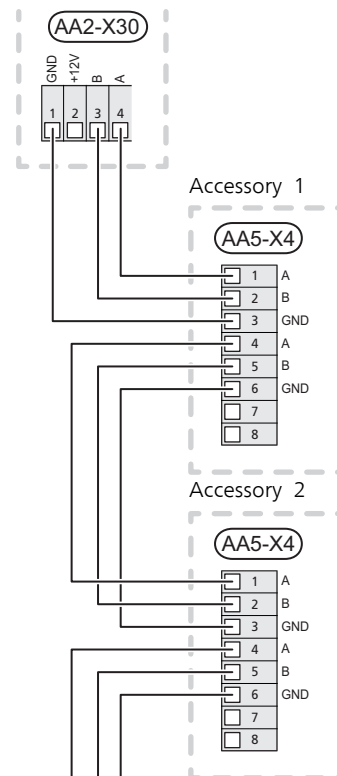 AA2-X30
GND +12V B A
1 2 3 4
Accessory 1
AA5-X4
1 A
2 B
3 GND
4 A
5 B
6 GND
7
8
Accessory 2
AA5-X4
1 A
2 B
3 GND
4 A
5 B
6 GND
7
8